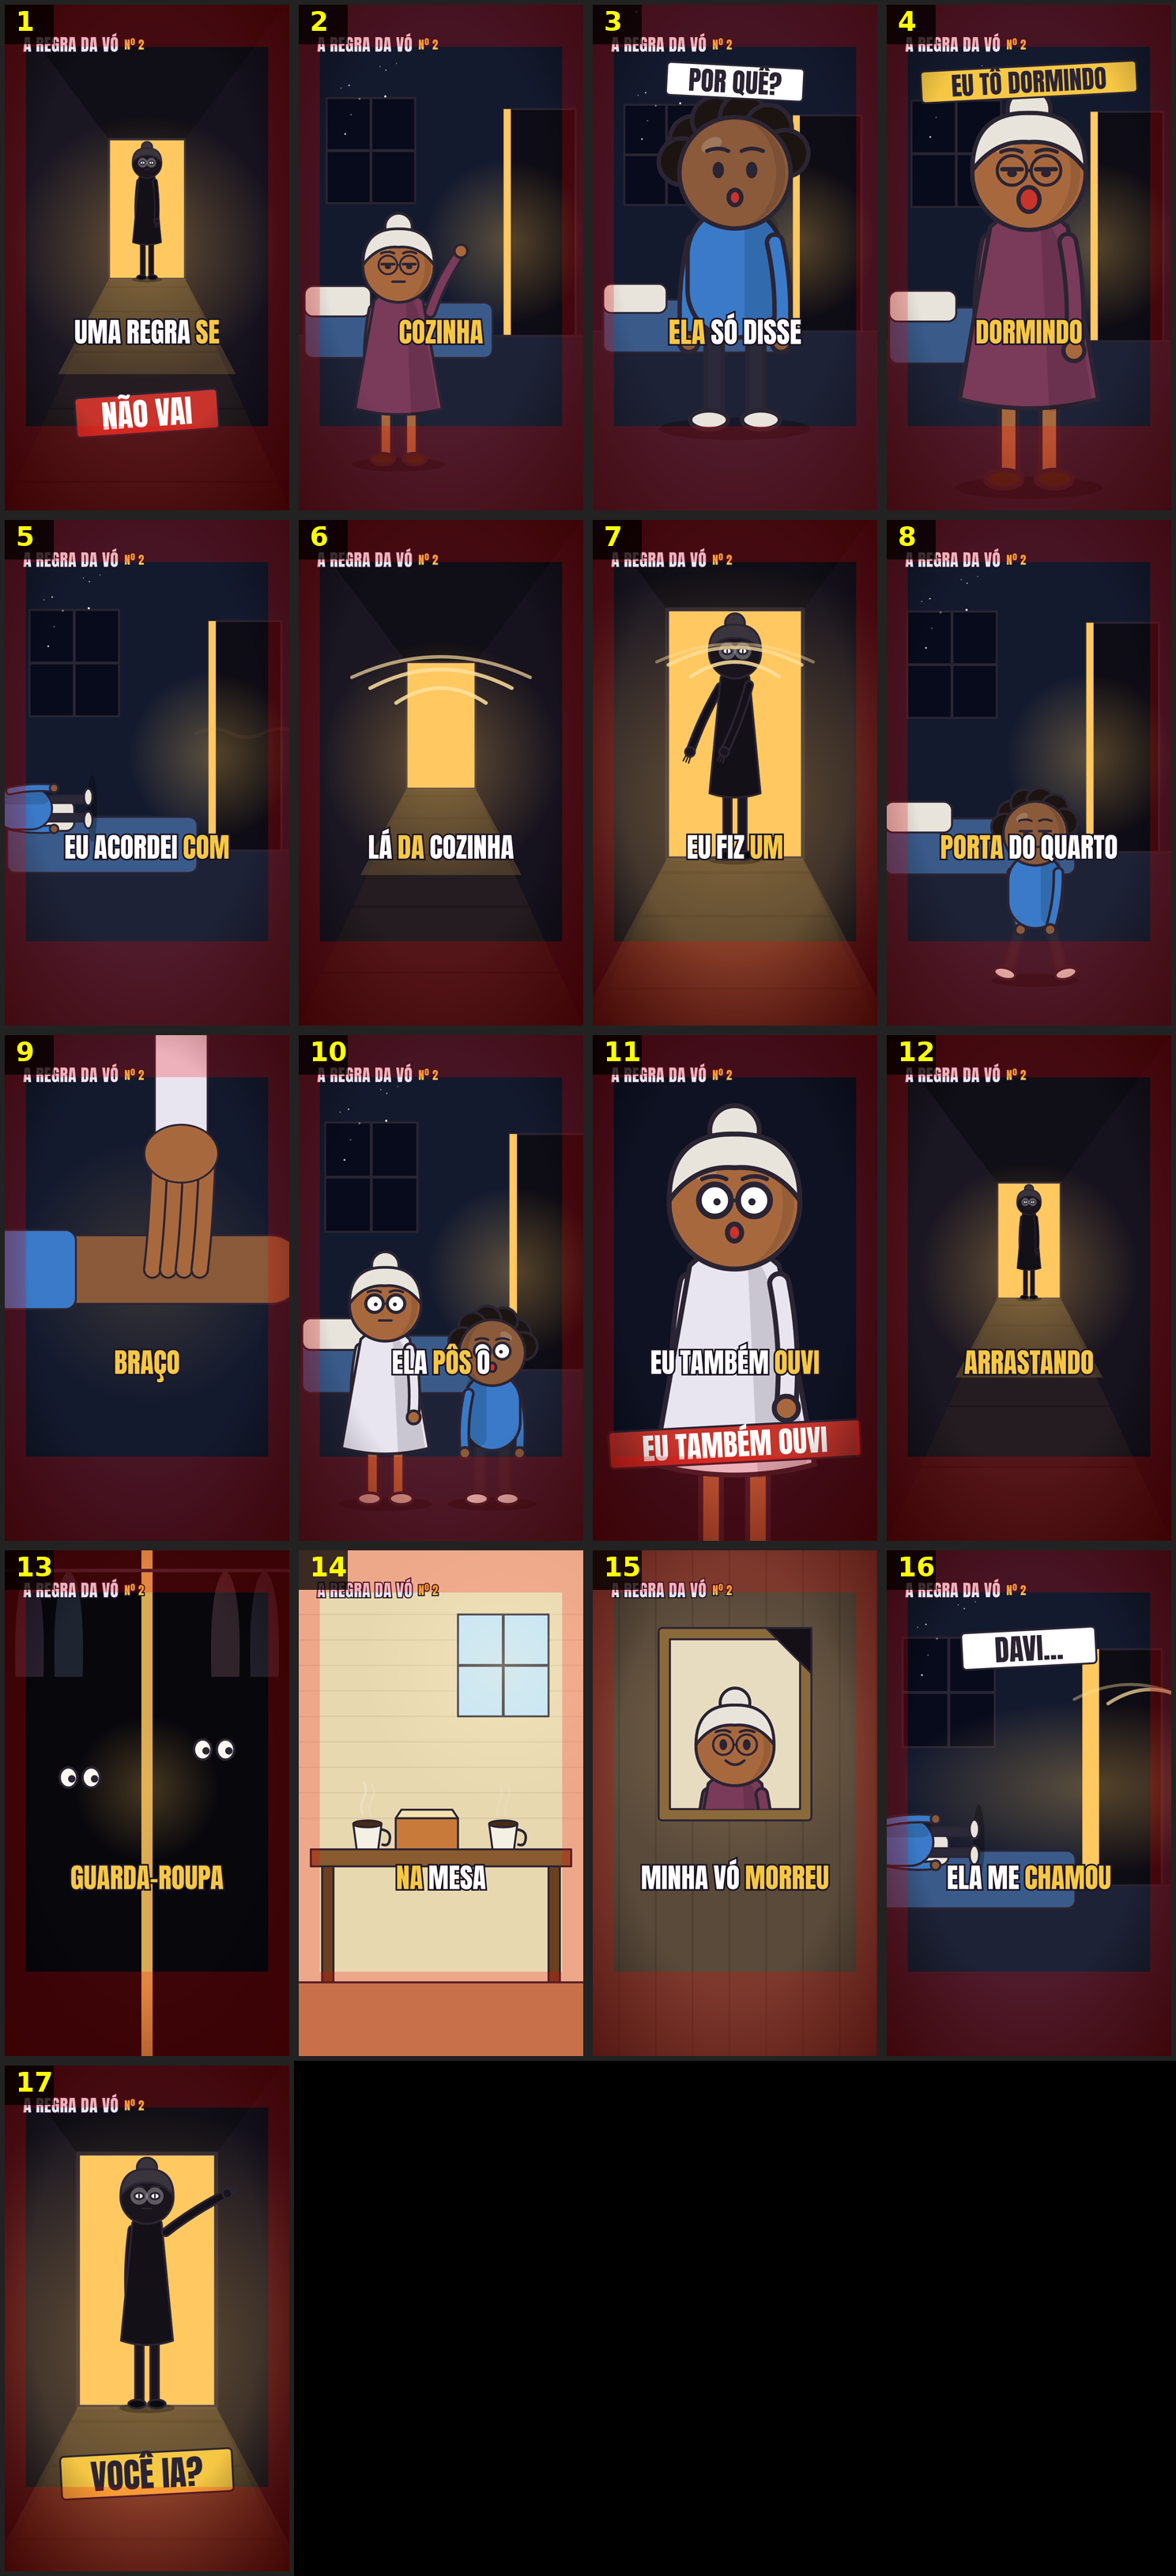 1
A REGRA DA VÓ Nº 2
UMA REGRA SE
NÃO VAI
2
A REGRA DA VÓ Nº 2
COZINHA
3
A REGRA DA VÓ Nº 2
POR QUÊ?
ELA SÓ DISSE
4
A REGRA DA VÓ Nº 2
EU TÔ DORMINDO
DORMINDO
5
A REGRA DA VÓ Nº 2
EU ACORDEI COM
6
A REGRA DA VÓ Nº 2
LÁ DA COZINHA
7
A REGRA DA VÓ Nº 2
EU FIZ UM
8
A REGRA DA VÓ Nº 2
PORTA DO QUARTO
9
A REGRA DA VÓ Nº 2
BRAÇO
10
A REGRA DA VÓ Nº 2
ELA PÔS O
11
A REGRA DA VÓ Nº 2
EU TAMBÉM OUVI
EU TAMBÉM OUVI
12
A REGRA DA VÓ Nº 2
ARRASTANDO
13
A REGRA DA VÓ Nº 2
GUARDA-ROUPA
14
A REGRA DA VÓ Nº 2
NA MESA
15
A REGRA DA VÓ Nº 2
MINHA VÓ MORREU
16
A REGRA DA VÓ Nº 2
DAVI...
ELA ME CHAMOU
17
A REGRA DA VÓ Nº 2
VOCÊ IA?